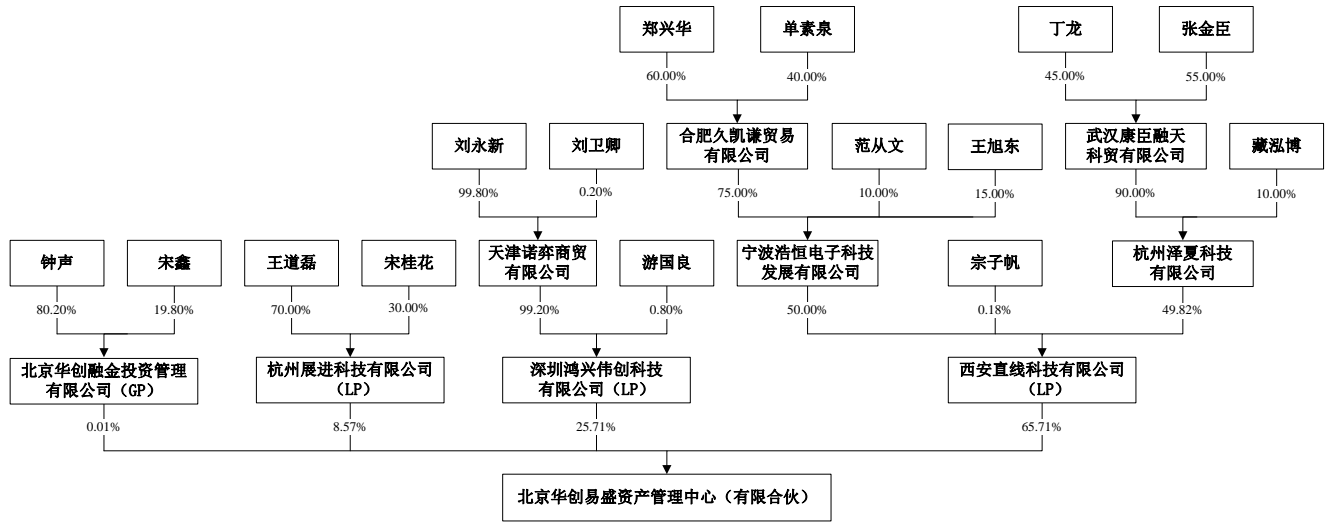 郑兴华
单素泉
丁龙
张金臣
60.00%
40.00%
45.00%
55.00%
刘永新
刘卫卿
合肥久凯谦贸易
有限公司
范从文
王旭东
武汉康臣融天
科贸有限公司
藏泓博
99.80%
0.20%
75.00%
10.00%
15.00%
90.00%
10.00%
钟声
宋鑫
王道磊
宋桂花
天津诺弈商贸
有限公司
游国良
宁波浩恒电子科技
发展有限公司
宗子帆
杭州泽夏科技
有限公司
80.20%
19.80%
70.00%
30.00%
99.20%
0.80%
50.00%
0.18%
49.82%
北京华创融金投资管理
有限公司（GP）
杭州展进科技有限公司
（LP）
深圳鸿兴伟创科技
有限公司（LP）
西安直线科技有限公司
（LP）
0.01%
8.57%
25.71%
65.71%
北京华创易盛资产管理中心（有限合伙）